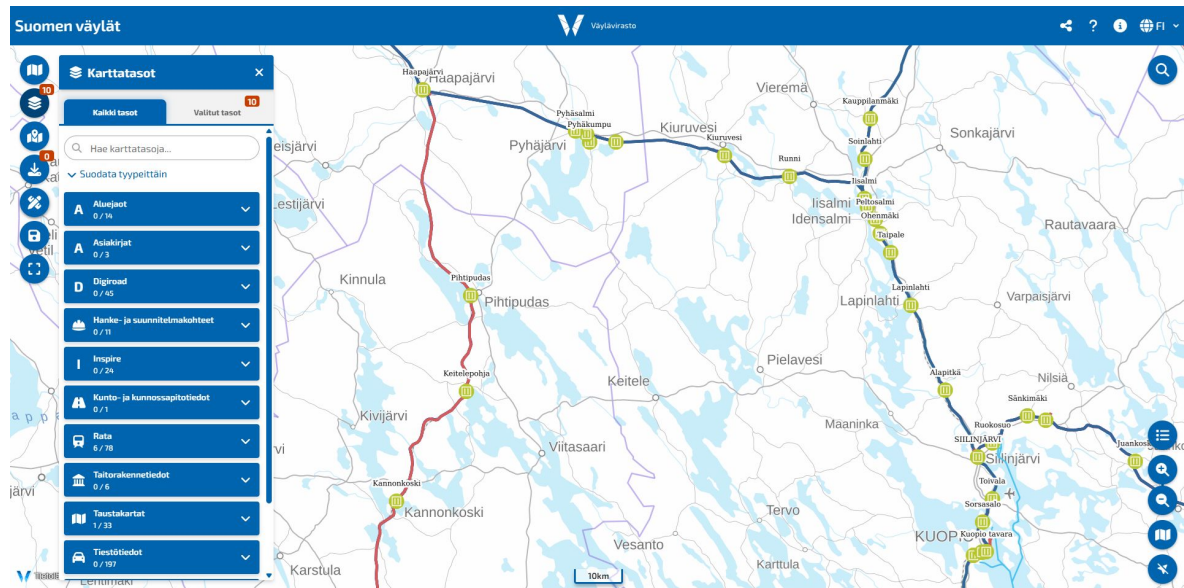 Suomen väylät
Väylävirasto
FI
10
0
Karttatasot
Kaikki tasot
Valitut tasot
10
Hae karttatasoja...
Suodata tyypeittäin
A Aluejaot
0 / 14
A Asiakirjat
0 / 3
D Digiroad
0 / 45
Hanke- ja suunnitelmakohteet
0 / 11
I Inspire
0 / 24
Kunto- ja kunnossapitotiedot
0 / 1
Rata
6 / 78
Taitorakennetiedot
0 / 6
Taustakartat
1 / 33
Tiestötiedot
0 / 197
Haapajärvi
Haapajärvi
Pyhäsalmi
Pyhäkumpu
Pyhäjärvi
Kiuruvesi
Kiuruvesi
Runni
Vieremä
Kauppilanmäki
Soinlahti
Sonkajärvi
Iisalmi
Iisalmi
Idensalmi
Peltosalmi
Ohenmäki
Taipale
Rautavaara
Kinnula
Pihtipudas
Pihtipudas
Lapinlahti
Lapinlahti
Varpaisjärvi
Keitelepohja
Keitele
Pielavesi
Alapitkä
Nilsiä
Kivijärvi
Viitasaari
Maaninka
Sänkimäki
Ruokosuo
SIILINJÄRVI
Siilinjärvi
Kannonkoski
Kannonkoski
Toivala
Tervo
Sorsasalo
Vesanto
Kuopio tavara
Karstula
Karttula
10km